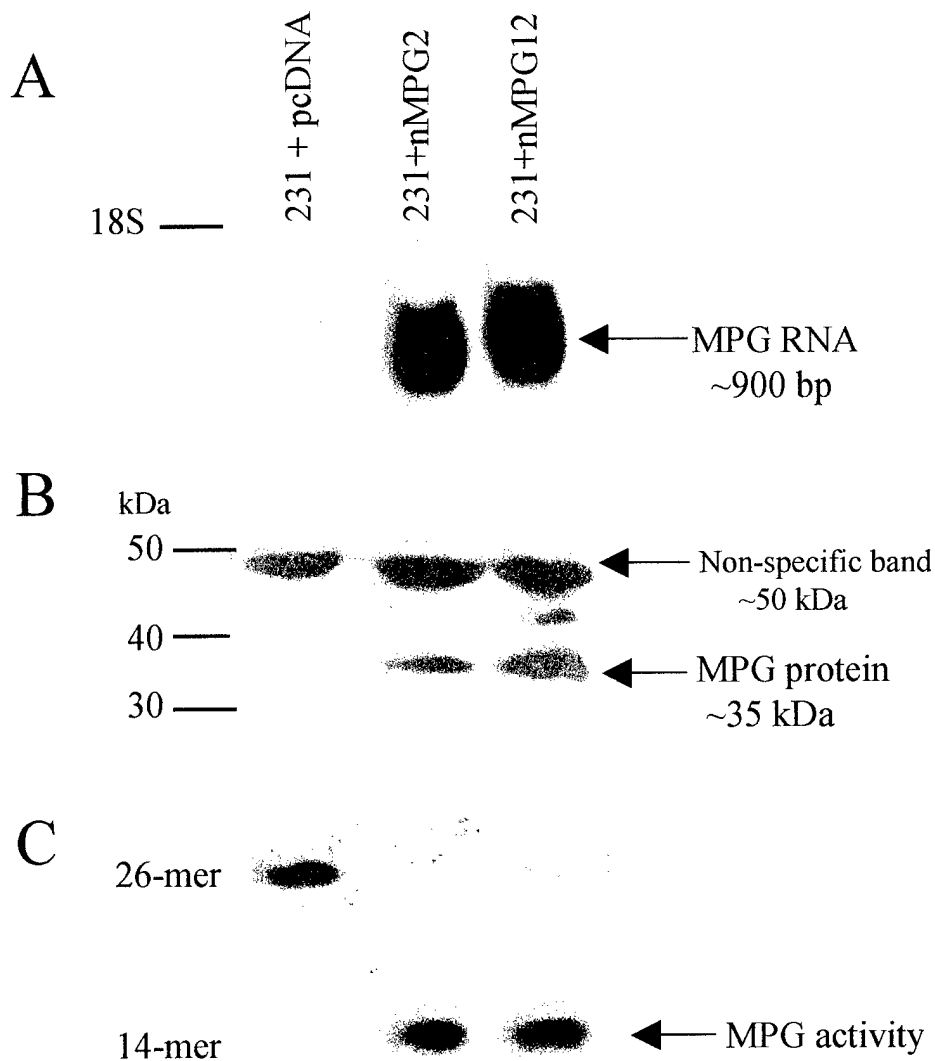 A
231 + pcDNA
231+nMPG2
231+nMPG12
18S
MPG RNA
~900 bp
B
kDa
50
Non-specific band
~50 kDa
40
MPG protein
~35 kDa
30
C
26-mer
14-mer
MPG activity